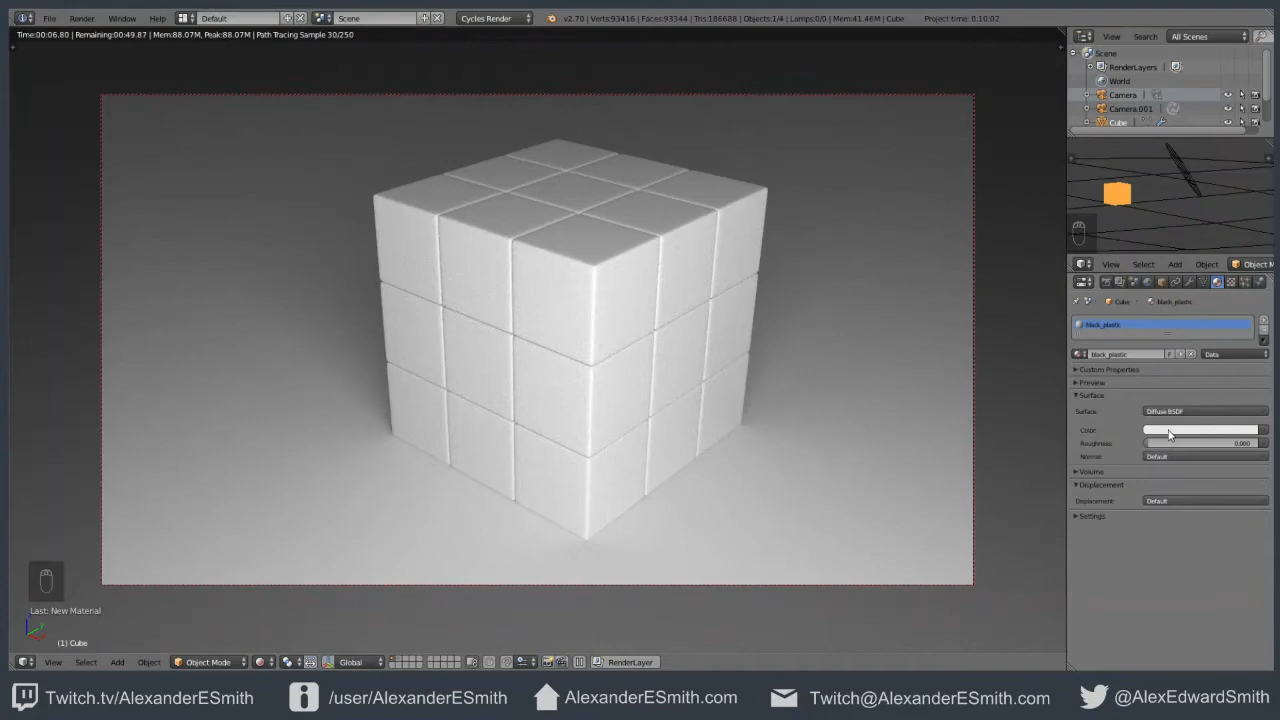 File Render Window Help Default Scene Cycles Render v2.70 | Verts:93416 | Faces:93344 | Tris:186688 | Objects:1/4 | Lamps:0/0 | Mem:41.46M | Cube Project time: 0:10:02
Time:00:06.80 | Remaining:00:49.87 | Mem:88.07M, Peak:88.07M | Path Tracing Sample 30/250
View Search All Scenes
Scene
RenderLayers
World
Camera
Camera.001
Cube
View Select Add Object Object M
Cube black_plastic
black_plastic
black_plastic F Data
Custom Properties
Preview
Surface
Surface: Diffuse BSDF
Color:
Roughness: 0.000
Normal: Default
Volume
Displacement
Displacement: Default
Settings
Last: New Material
(1) Cube
View Select Add Object Object Mode Global RenderLayer
Twitch.tv/AlexanderESmith /user/AlexanderESmith AlexanderESmith.com Twitch@AlexanderESmith.com @AlexEdwardSmith